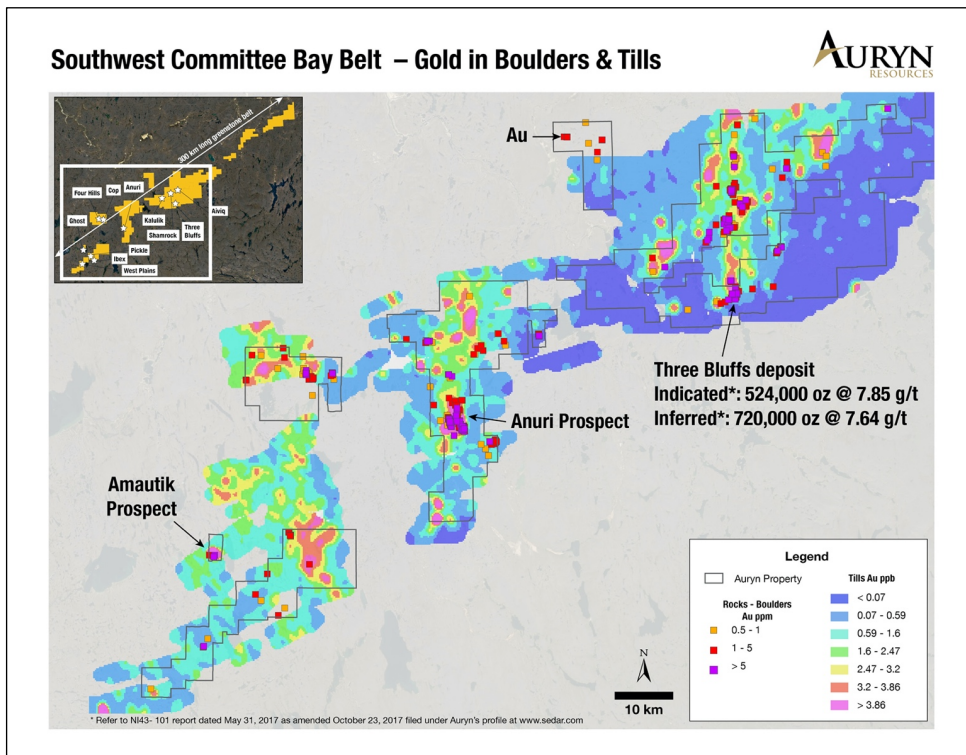 Southwest Committee Bay Belt – Gold in Boulders & Tills
AURYN
RESOURCES
300 km long greenstone belt
Four Hills
Cop
Anuri
Ghost
Kalulik
Aiviq
Shamrock
Three
Bluffs
Pickle
Ibex
West Plains
Au
Three Bluffs deposit
Indicated*: 524,000 oz @ 7.85 g/t
Inferred*: 720,000 oz @ 7.64 g/t
Anuri Prospect
Amautik
Prospect
Legend
Auryn Property
Rocks - Boulders
Au ppm
0.5 - 1
1 - 5
> 5
Tills Au ppb
< 0.07
0.07 - 0.59
0.59 - 1.6
1.6 - 2.47
2.47 - 3.2
3.2 - 3.86
> 3.86
N
10 km
* Refer to NI43- 101 report dated May 31, 2017 as amended October 23, 2017 filed under Auryn's profile at www.sedar.com